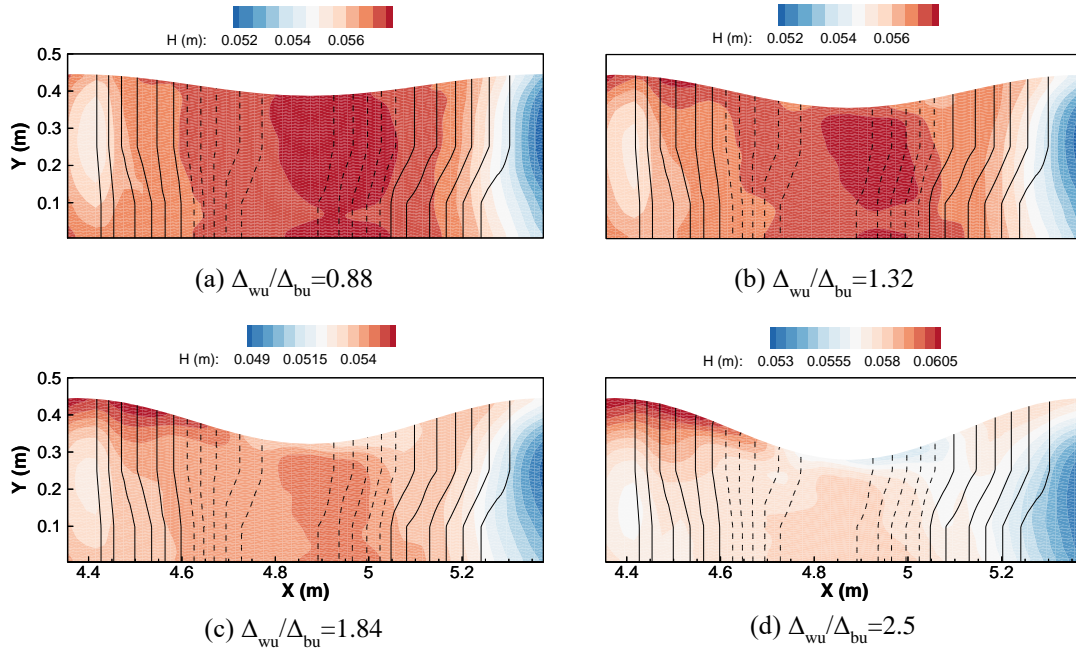 H (m): 0.052 0.054 0.056
H (m): 0.052 0.054 0.056
Y (m)
0.5
0.4
0.3
0.2
0.1
(a) Δwu/Δbu=0.88
(b) Δwu/Δbu=1.32
H (m): 0.049 0.0515 0.054
H (m): 0.053 0.0555 0.058 0.0605
Y (m)
0.5
0.4
0.3
0.2
0.1
4.4 4.6 4.8 5 5.2
X (m)
4.4 4.6 4.8 5 5.2
X (m)
(c) Δwu/Δbu=1.84
(d) Δwu/Δbu=2.5